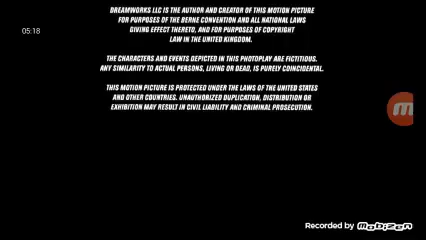 DREAMWORKS LLC IS THE AUTHOR AND CREATOR OF THIS MOTION PICTURE
FOR PURPOSES OF THE BERNE CONVENTION AND ALL NATIONAL LAWS
GIVING EFFECT THERETO, AND FOR PURPOSES OF COPYRIGHT
LAW IN THE UNITED KINGDOM.
05:18
THE CHARACTERS AND EVENTS DEPICTED IN THIS PHOTOPLAY ARE FICTITIOUS.
ANY SIMILARITY TO ACTUAL PERSONS, LIVING OR DEAD, IS PURELY COINCIDENTAL.
THIS MOTION PICTURE IS PROTECTED UNDER THE LAWS OF THE UNITED STATES
AND OTHER COUNTRIES. UNAUTHORIZED DUPLICATION, DISTRIBUTION OR
EXHIBITION MAY RESULT IN CIVIL LIABILITY AND CRIMINAL PROSECUTION.
Recorded by mobizen